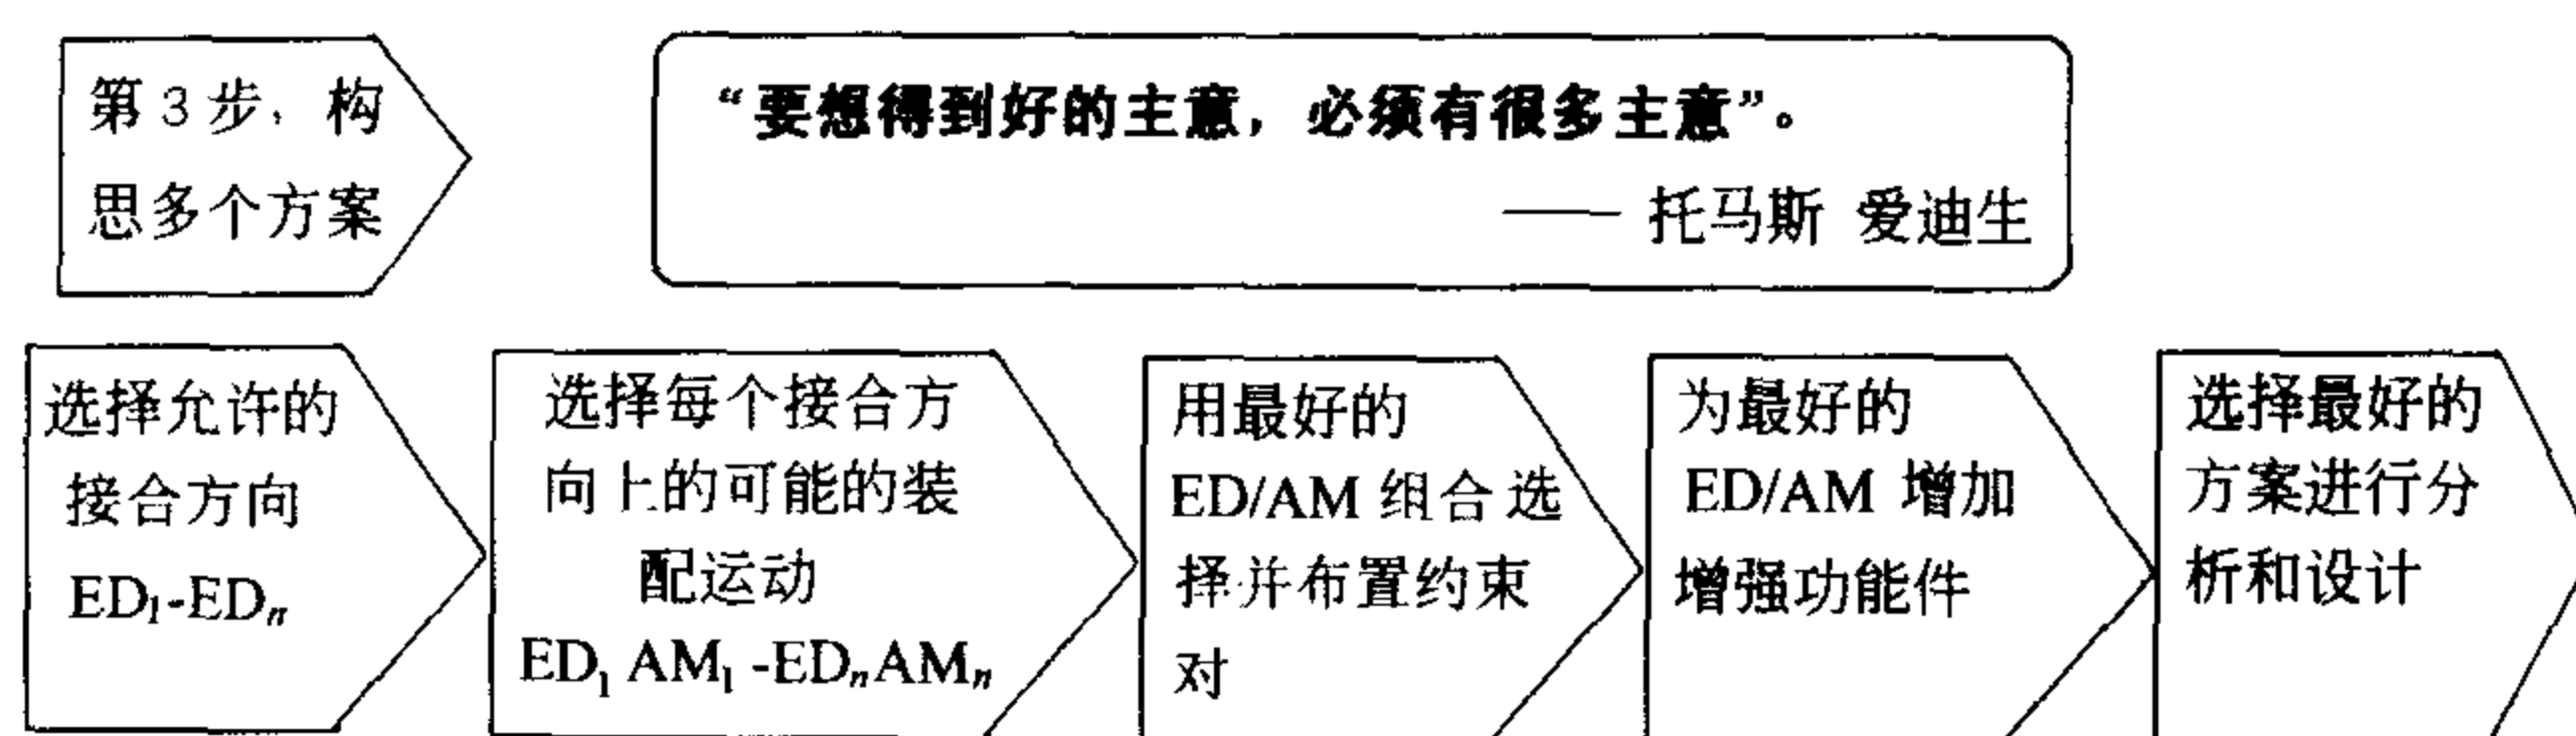 第 3 步，构
思多个方案
“要想得到好的主意，必须有很多主意”。
—— 托马斯 爱迪生
选择允许的
接合方向
ED₁-EDₙ
选择每个接合方
向上的可能的装
配运动
ED₁ AM₁ -EDₙAMₙ
用最好的
ED/AM 组合选
择并布置约束
对
为最好的
ED/AM 增加
增强功能件
选择最好的
方案进行分
析和设计